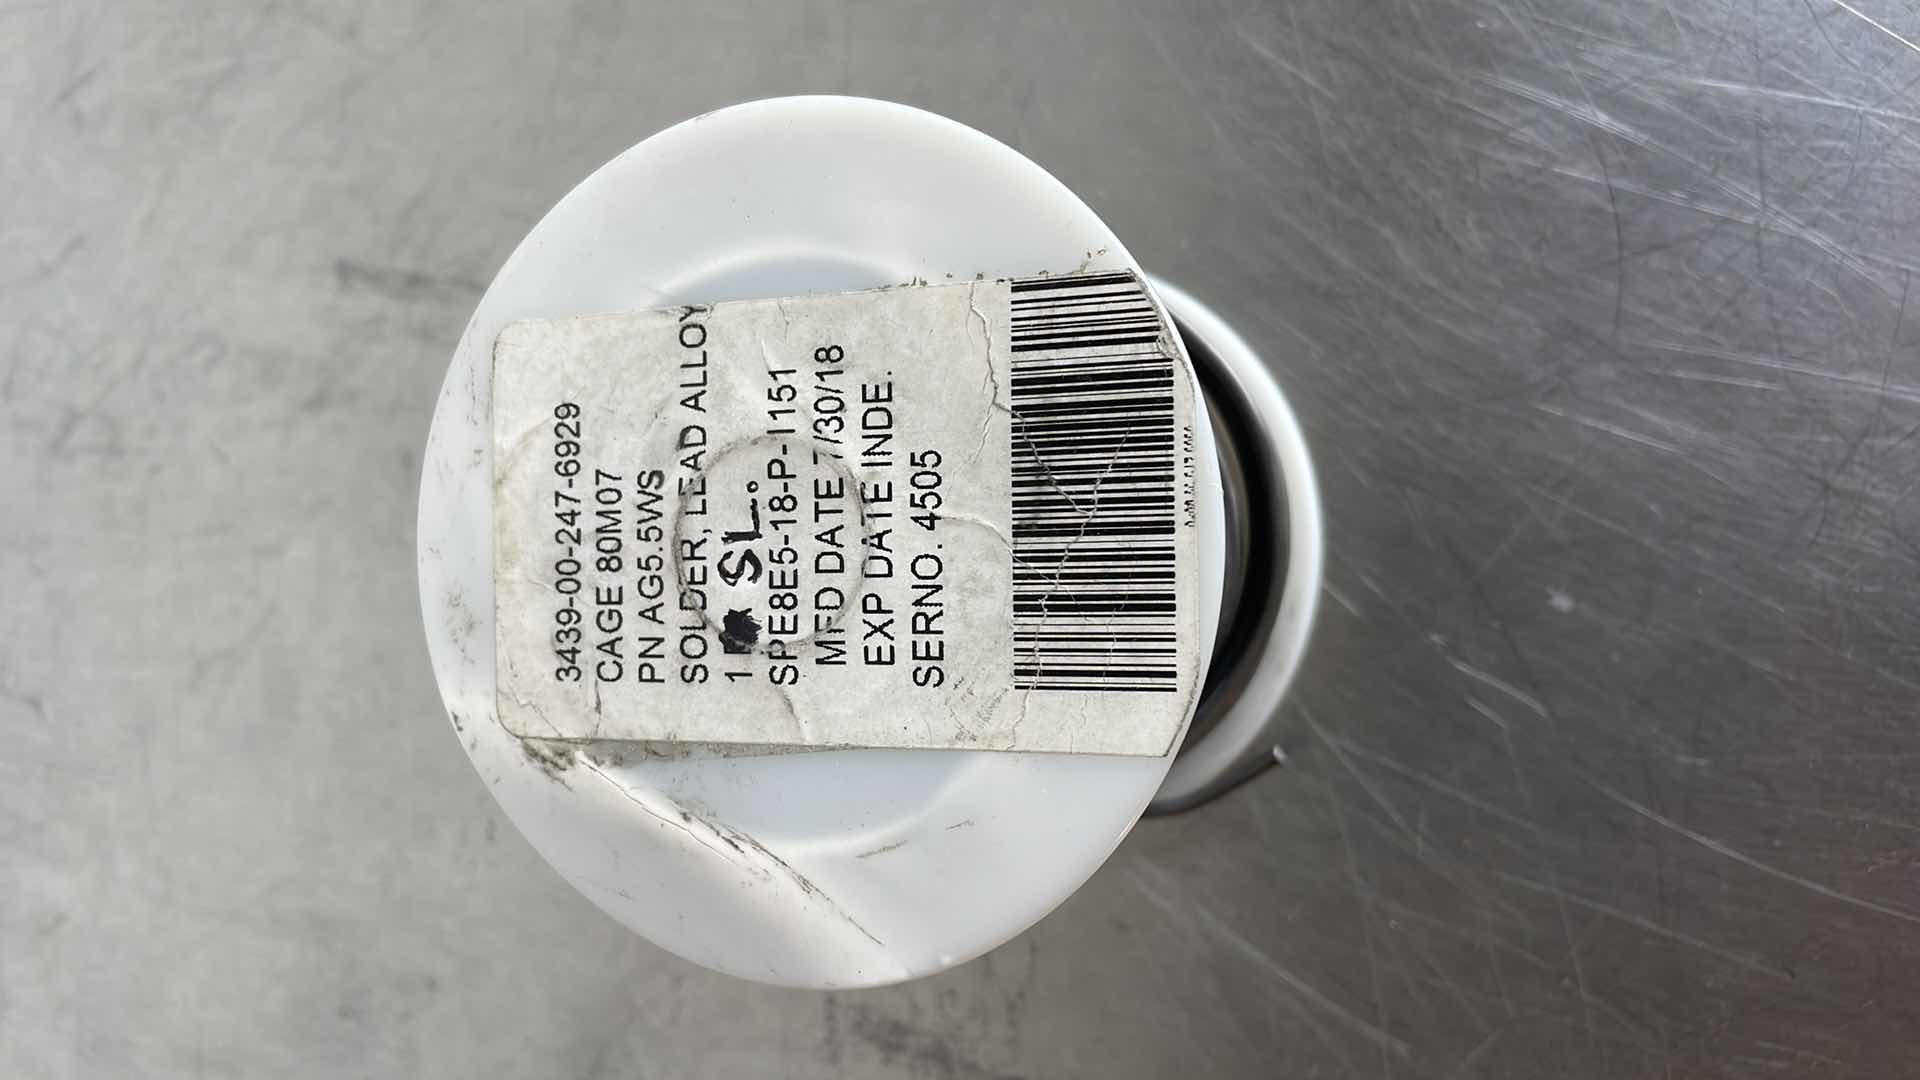 3439-00-247-6929
CAGE 80M07
PN AG5.5WS
SOLDER, LEAD ALLOY
1 SL.
SPE8E5-18-P-1151
MFD DATE 7/30/18
EXP DATE INDE.
SERNO. 4505